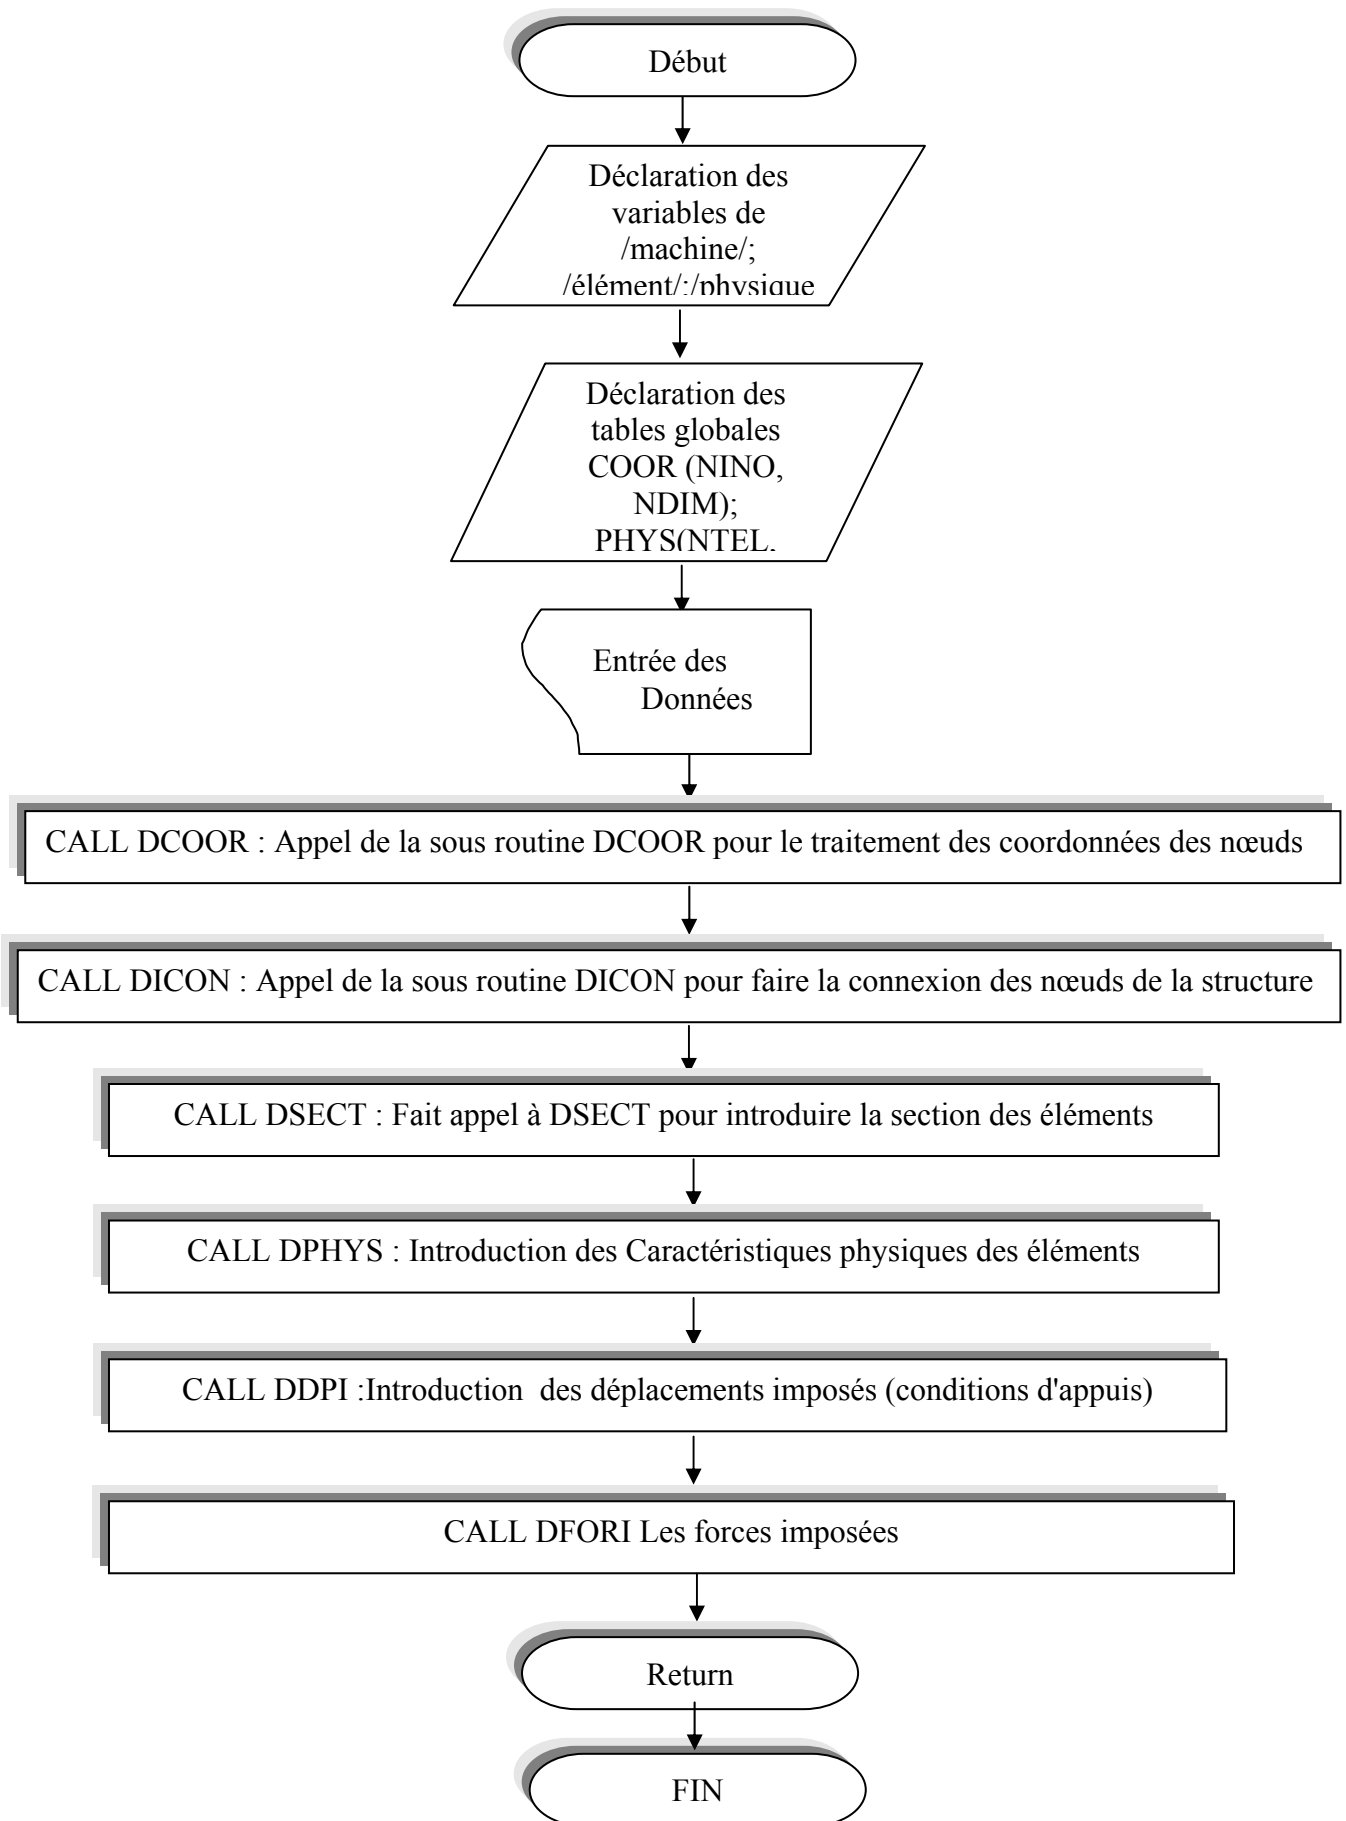 Début
Déclaration des
variables de
/machine/;
/élément/;/physique
Déclaration des
tables globales
COOR (NINO,
NDIM);
PHYS(NTEL,
Entrée des
Données
CALL DCOOR : Appel de la sous routine DCOOR pour le traitement des coordonnées des nœuds
CALL DICON : Appel de la sous routine DICON pour faire la connexion des nœuds de la structure
CALL DSECT : Fait appel à DSECT pour introduire la section des éléments
CALL DPHYS : Introduction des Caractéristiques physiques des éléments
CALL DDPI :Introduction des déplacements imposés (conditions d'appuis)
CALL DFORI Les forces imposées
Return
FIN